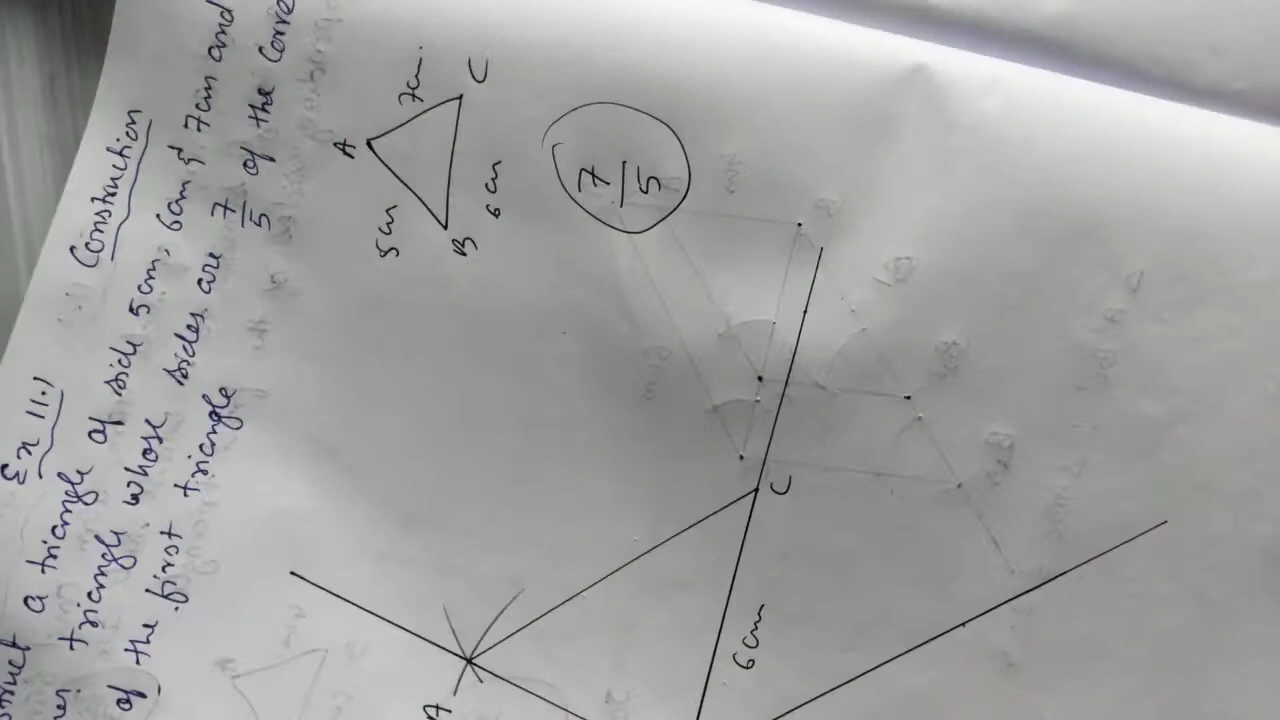 Ex 11.1 Construction
a triangle of side 5cm, 6cm & 7cm and
triangle whose sides are 7/5 of the
of the first triangle
A
7cm.
C
5cm
B
6cm
7
5
C
6cm
A